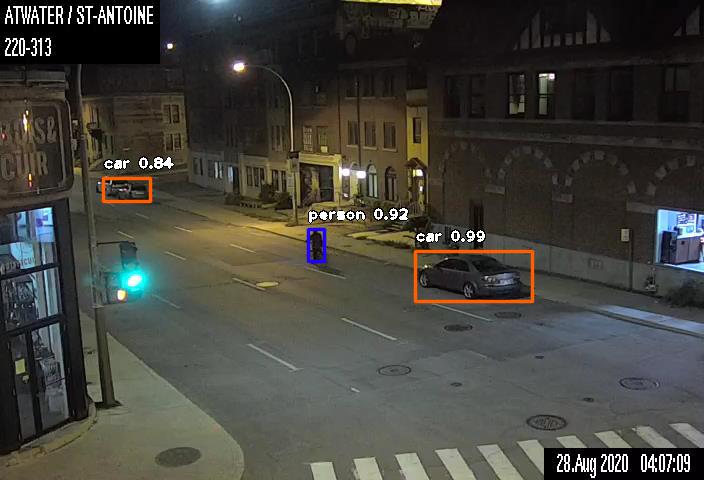 ATWATER / ST-ANTOINE
220-313
CUIR
car 0.84
person 0.92
car 0.99
28.Aug 2020 04:07:09